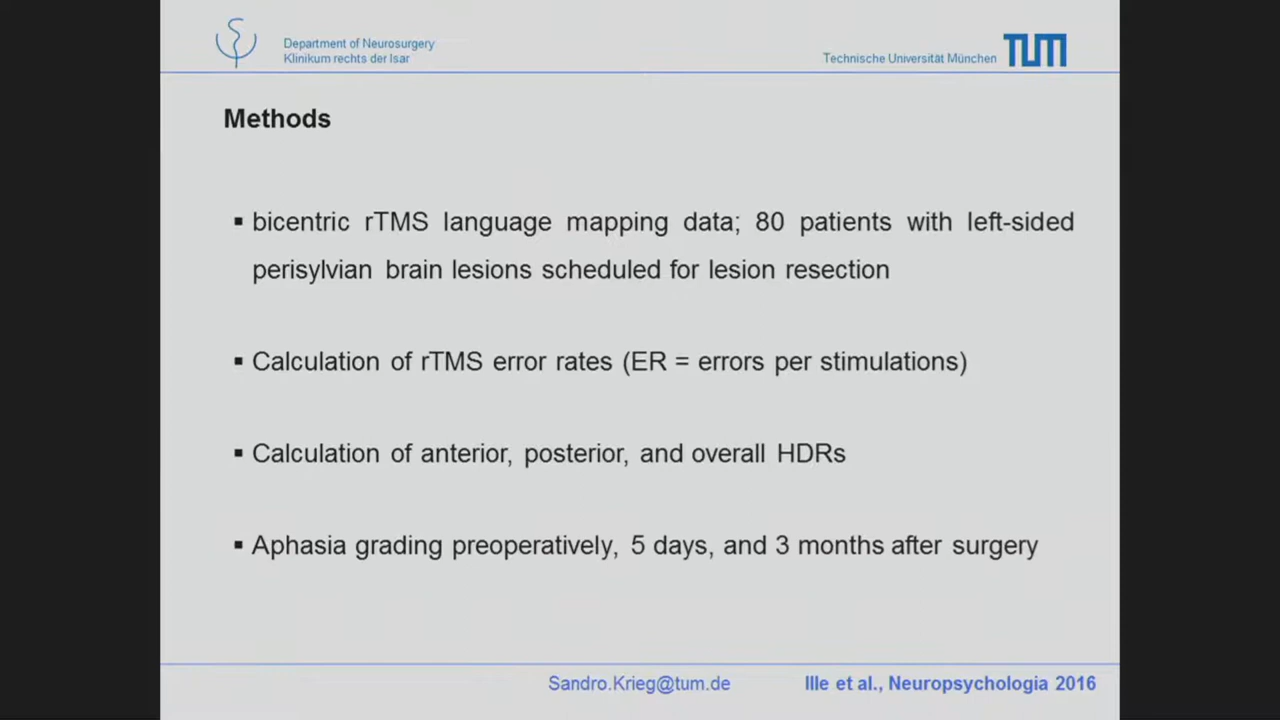 Department of Neurosurgery
Klinikum rechts der Isar
Technische Universität München TUM
Methods
▪ bicentric rTMS language mapping data; 80 patients with left-sided
perisylvian brain lesions scheduled for lesion resection
▪ Calculation of rTMS error rates (ER = errors per stimulations)
▪ Calculation of anterior, posterior, and overall HDRs
▪ Aphasia grading preoperatively, 5 days, and 3 months after surgery
Sandro.Krieg@tum.de Ille et al., Neuropsychologia 2016